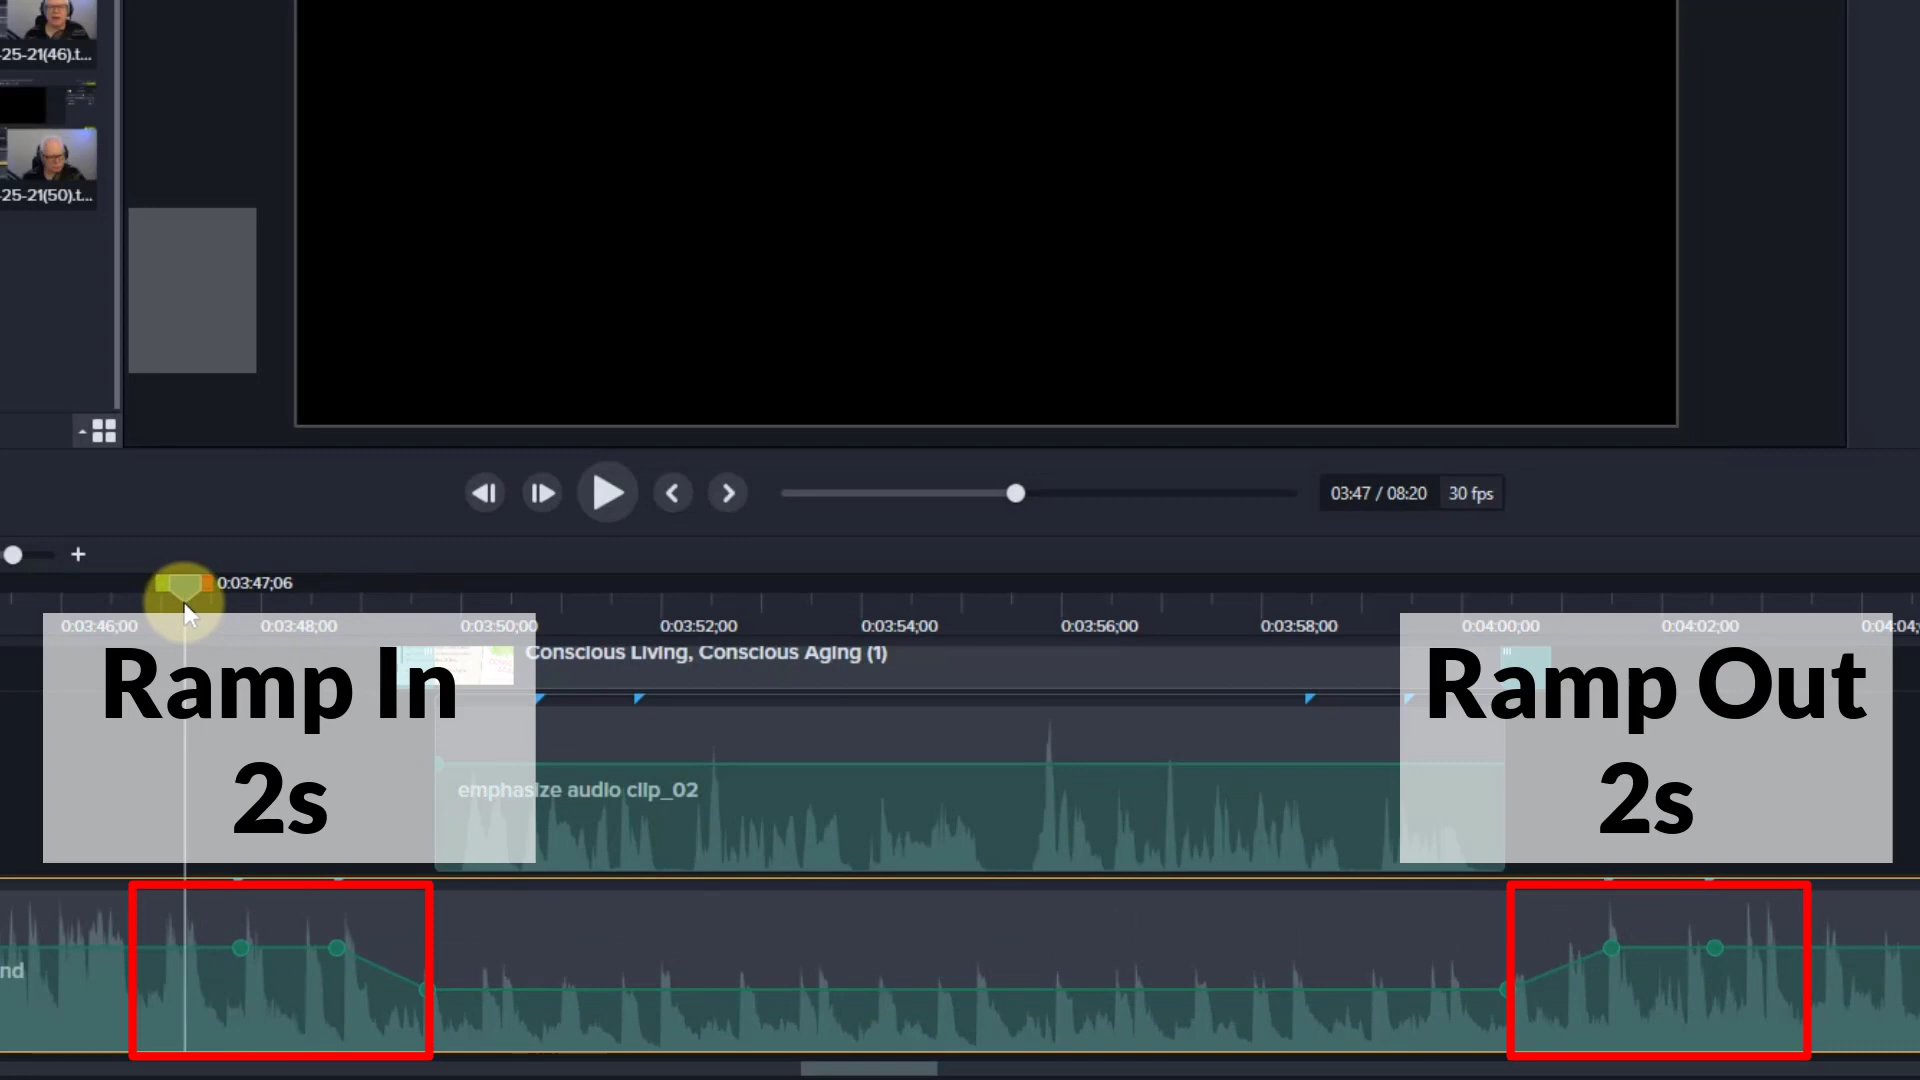 -25-21(46).t...
-25-21(50).t...
03:47 / 08:20 30 fps
+
0:03:47;06
0:03:46;00 0:03:48;00 0:03:50;00 0:03:52;00 0:03:54;00 0:03:56;00 0:03:58;00 0:04:00;00 0:04:02;00 0:04:04;
Conscious Living, Conscious Aging (1)
Ramp In
2s
Ramp Out
2s
emphasize audio clip_02
nd